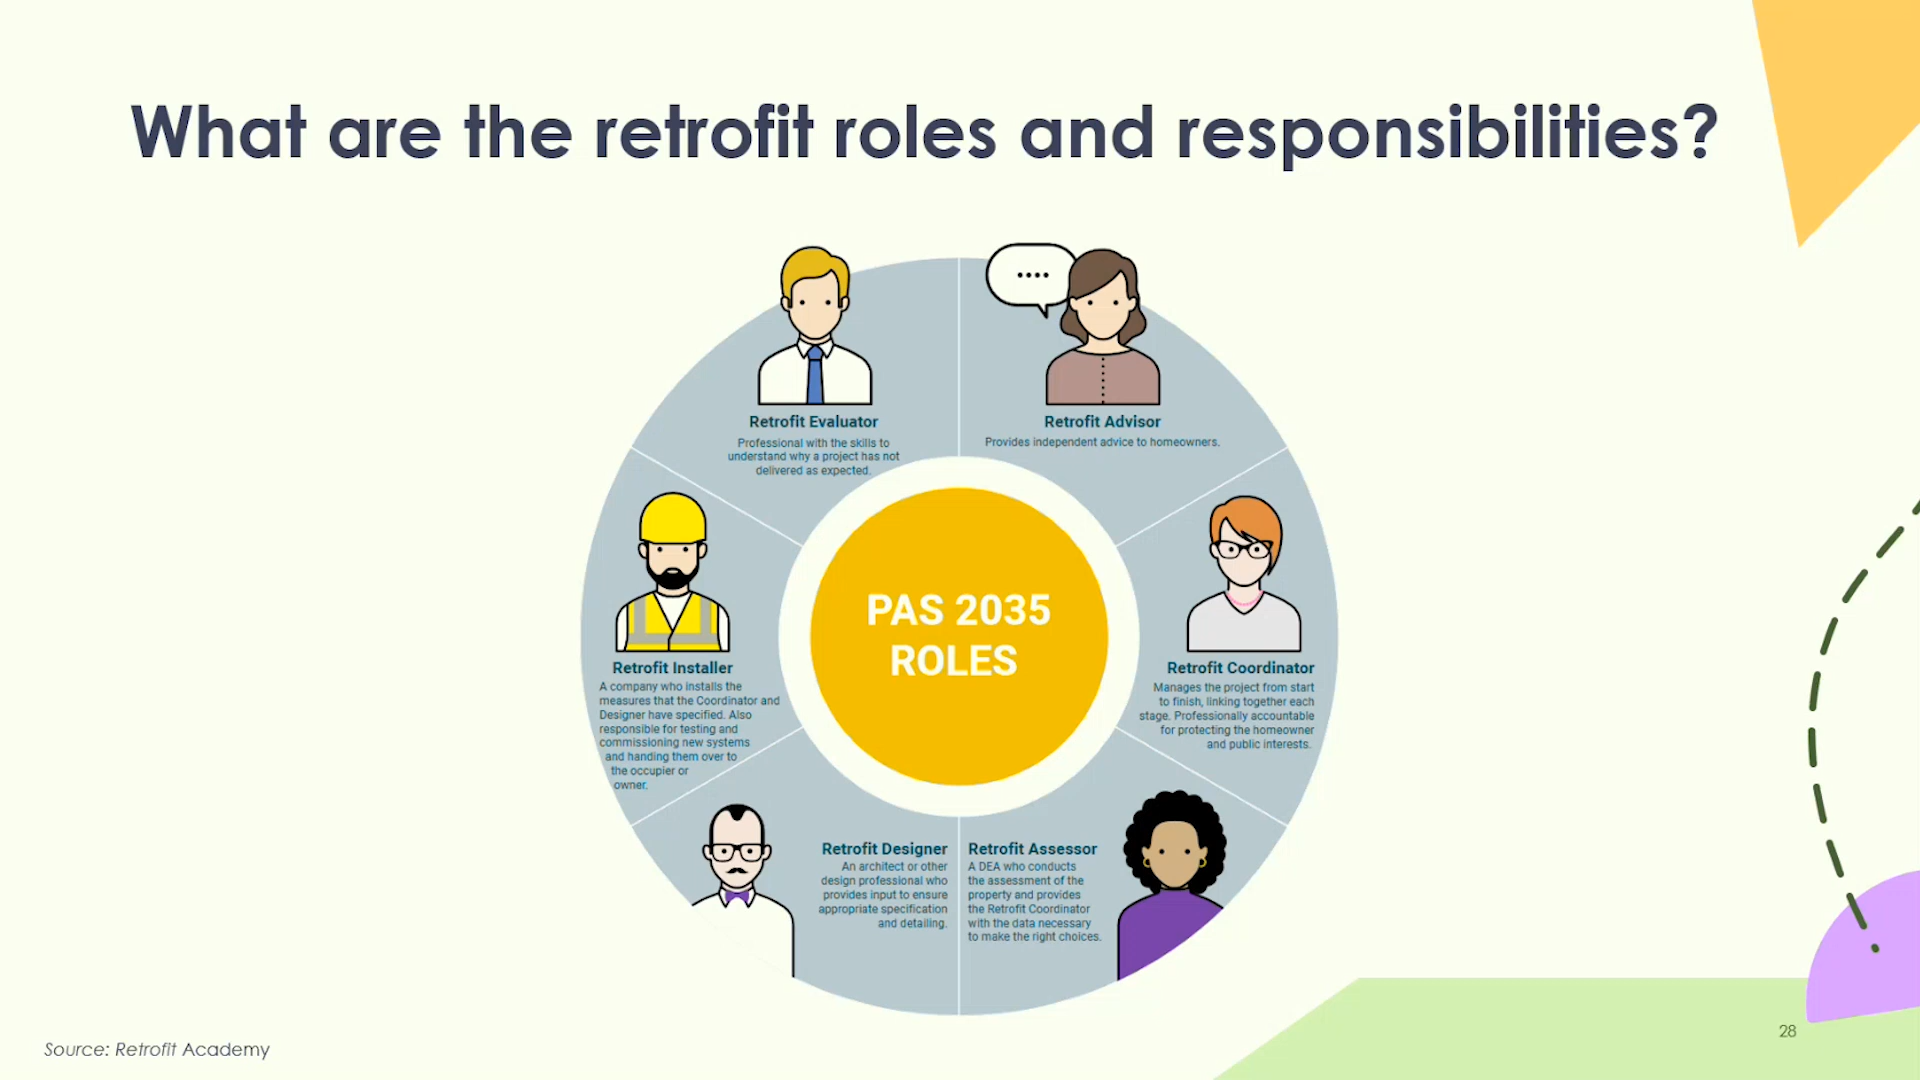 What are the retrofit roles and responsibilities?
Retrofit Evaluator
Professional with the skills to
understand why a project has not
delivered as expected.
Retrofit Advisor
Provides independent advice to homeowners.
Retrofit Installer
A company who installs the
measures that the Coordinator and
Designer have specified. Also
responsible for testing and
commissioning new systems
and handing them over to
the occupier or
owner.
PAS 2035
ROLES
Retrofit Coordinator
Manages the project from start
to finish, linking together each
stage. Professionally accountable
for protecting the homeowner
and public interests.
Retrofit Designer
An architect or other
design professional who
provides input to ensure
appropriate specification
and detailing.
Retrofit Assessor
A DEA who conducts
the assessment of the
property and provides
the Retrofit Coordinator
with the data necessary
to make the right choices.
Source: Retrofit Academy
28